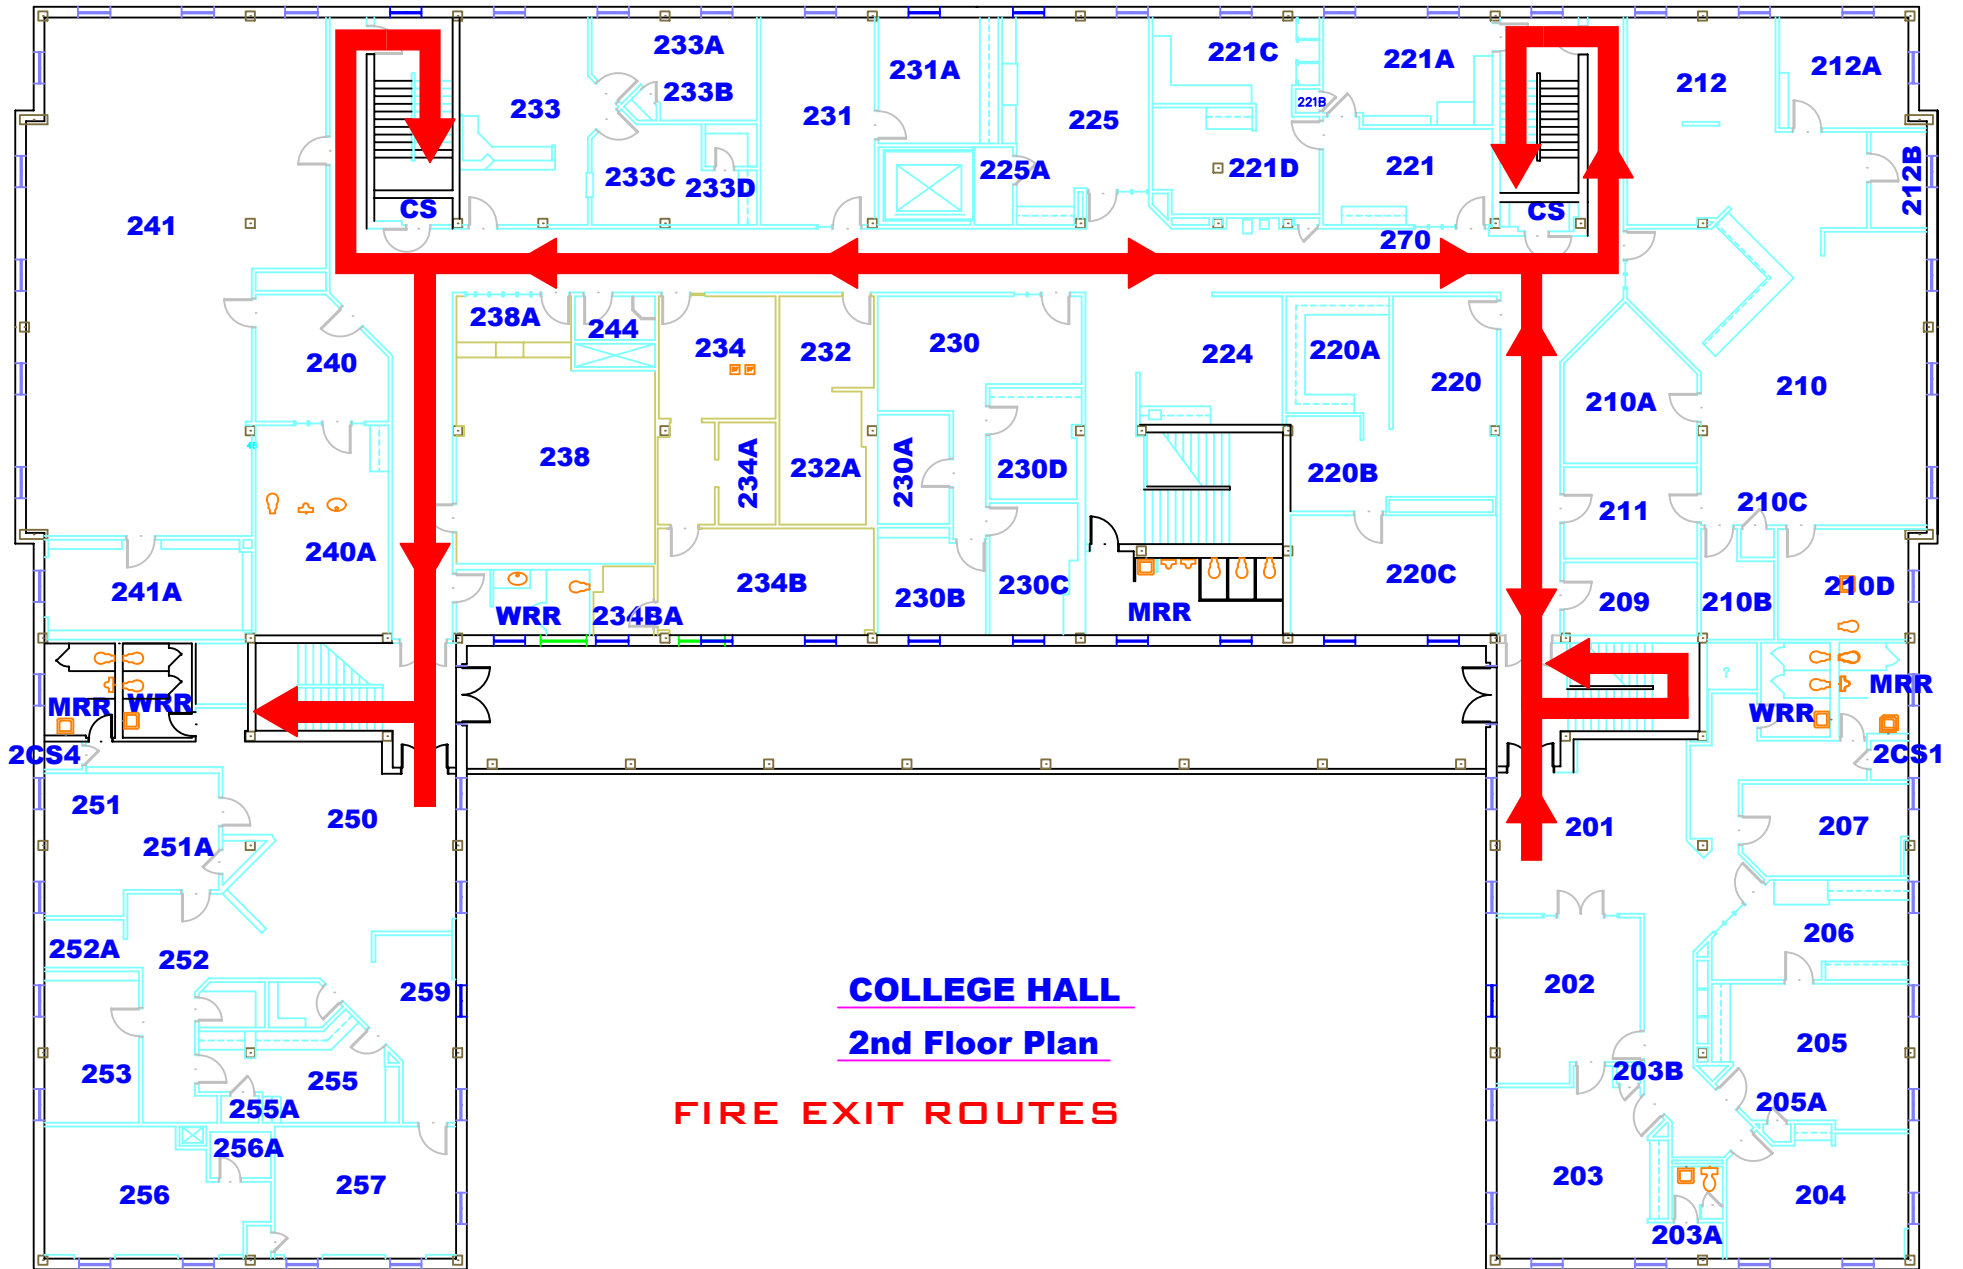 233A
221C
221A
212
212A
231A
233B
221B
233
231
225
221
225A
221D
233C
233D
212B
CS
CS
241
270
238A
244
234
232
230
224
220A
220
240
210A
210
238
234A
232A
230A
230D
220B
210C
211
240A
241A
234B
230B
230C
220C
209
210B
210D
WRR
234BA
MRR
MRR
WRR
?
MRR
WRR
2CS4
2CS1
251
250
201
207
251A
252A
252
206
259
202
COLLEGE HALL
2nd Floor Plan
253
255
203B
205
255A
205A
FIRE EXIT ROUTES
256A
256
257
203
204
203A